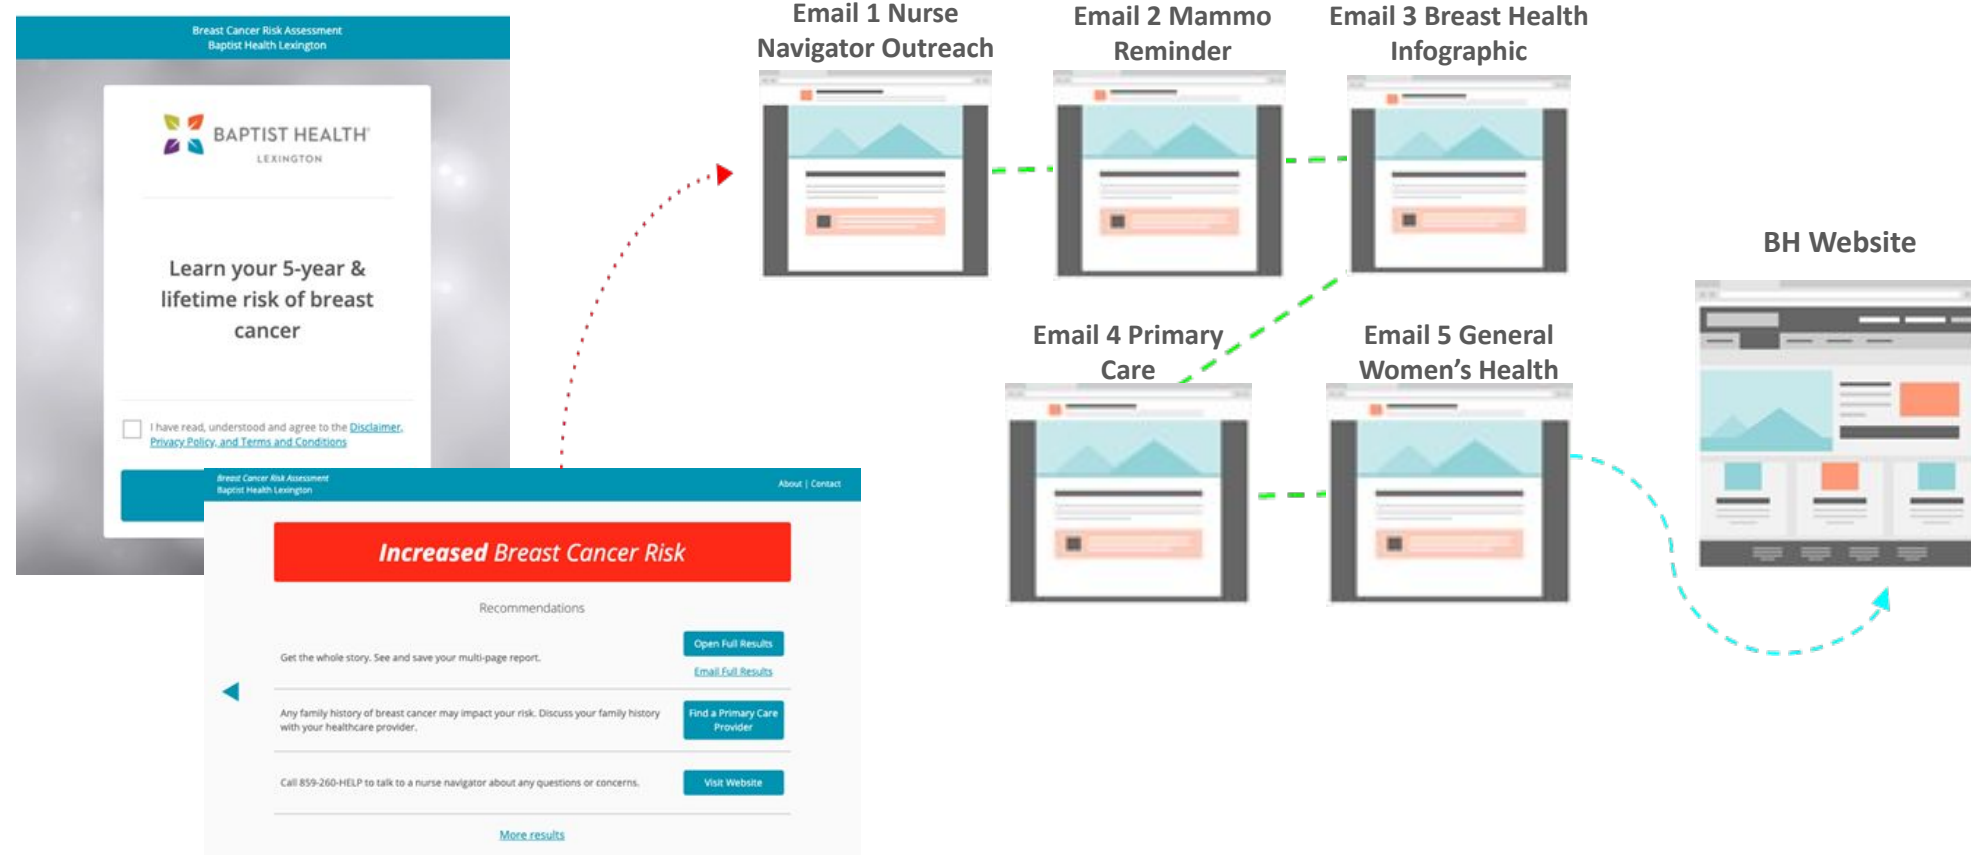 Breast Cancer Risk Assessment
Baptist Health Lexington
BAPTIST HEALTH®
LEXINGTON
Learn your 5-year &
lifetime risk of breast
cancer
I have read, understood and agree to the Disclaimer,
Privacy Policy, and Terms and Conditions
Breast Cancer Risk Assessment
Baptist Health Lexington
About | Contact
Increased Breast Cancer Risk
Recommendations
Get the whole story. See and save your multi-page report.
Open Full Results
Email Full Results
Any family history of breast cancer may impact your risk. Discuss your family history
with your healthcare provider.
Find a Primary Care
Provider
Call 859-260-HELP to talk to a nurse navigator about any questions or concerns.
Visit Website
More results
Email 1 Nurse
Navigator Outreach
Email 2 Mammo
Reminder
Email 3 Breast Health
Infographic
Email 4 Primary
Care
Email 5 General
Women’s Health
BH Website